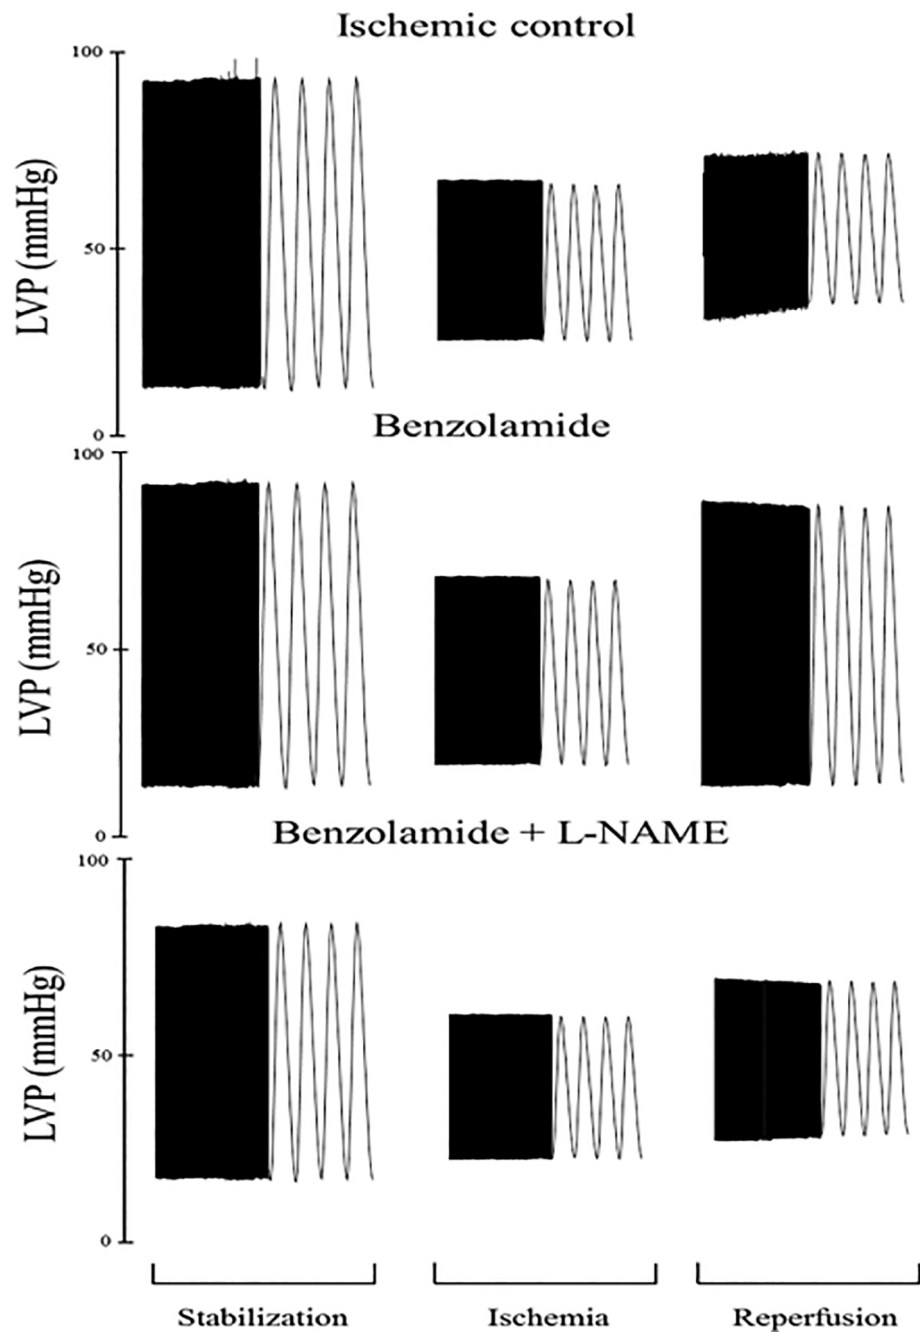 Ischemic control
100
LVP (mmHg)
50
0
Benzolamide
100
LVP (mmHg)
50
0
Benzolamide + L-NAME
100
LVP (mmHg)
50
0
Stabilization Ischemia Reperfusion